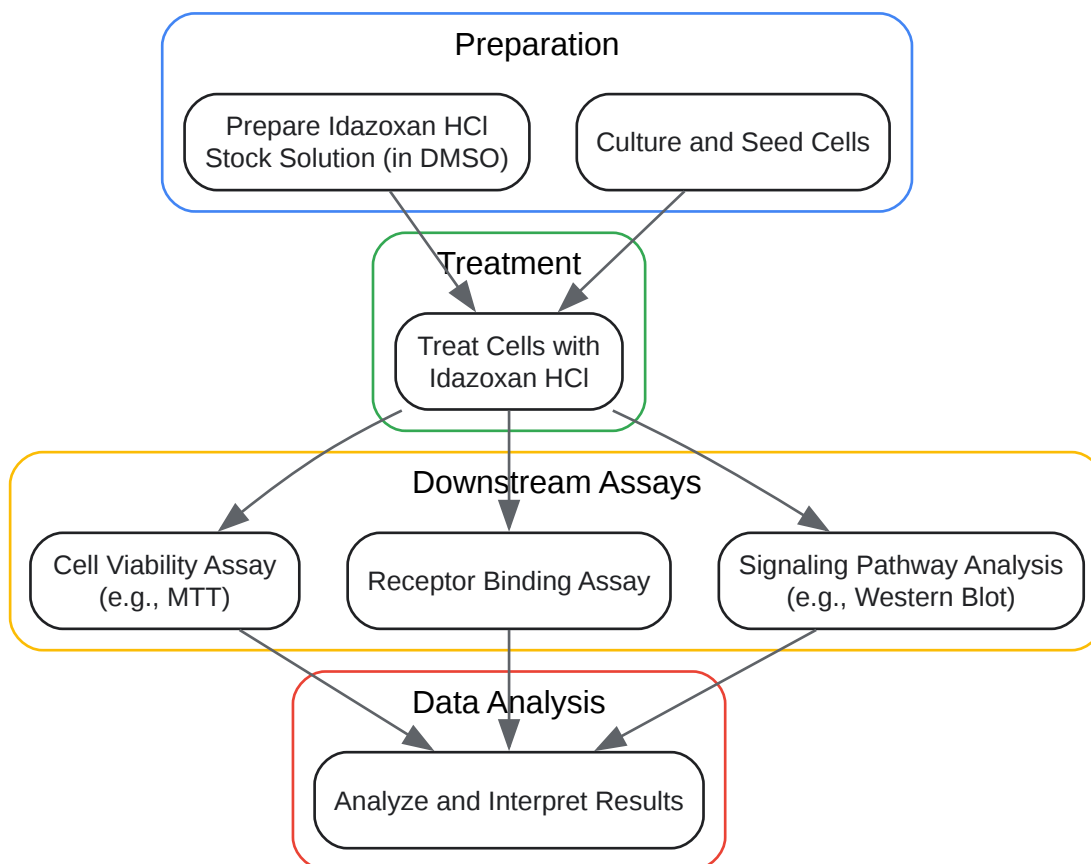 Preparation
Prepare Idazoxan HCl
Stock Solution (in DMSO)
Culture and Seed Cells
Treatment
Treat Cells with
Idazoxan HCl
Downstream Assays
Cell Viability Assay
(e.g., MTT)
Receptor Binding Assay
Signaling Pathway Analysis
(e.g., Western Blot)
Data Analysis
Analyze and Interpret Results